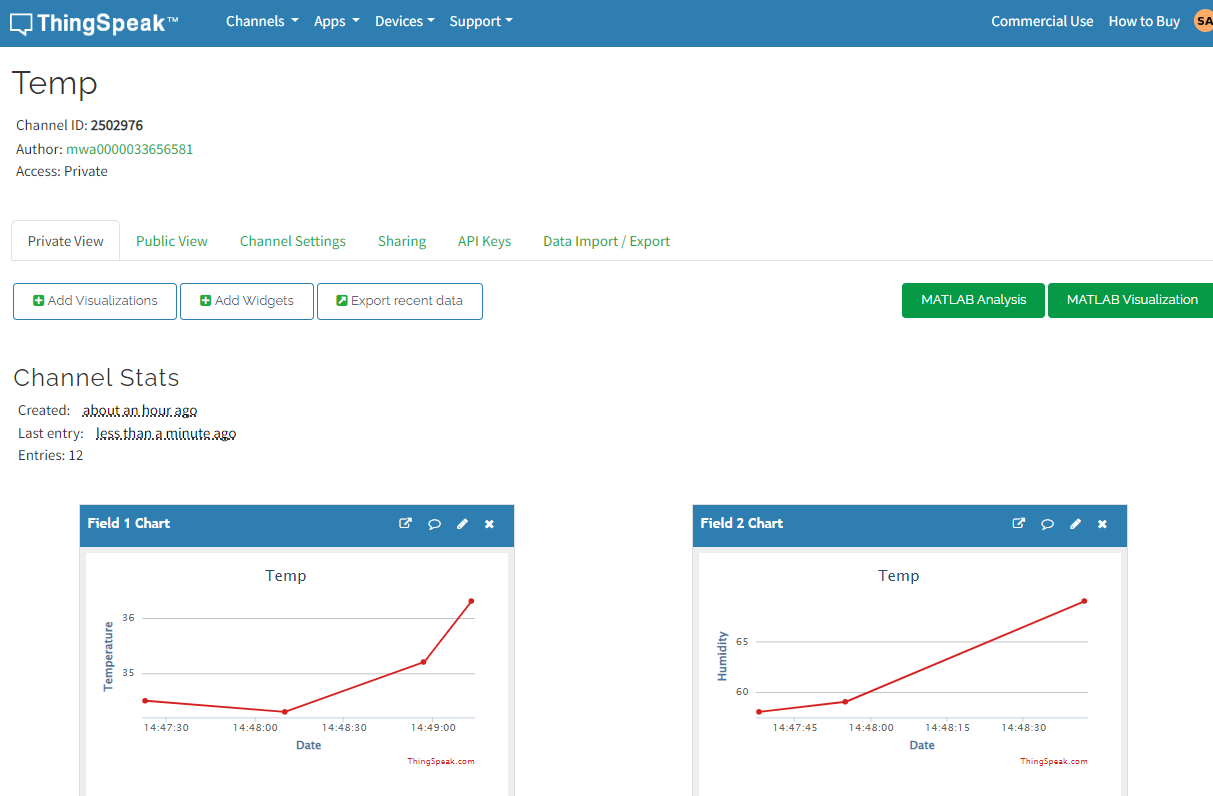 ThingSpeak™ Channels Apps Devices Support Commercial Use How to Buy SA
Temp
Channel ID: 2502976
Author: mwa0000033656581
Access: Private
Private View Public View Channel Settings Sharing API Keys Data Import / Export
Add Visualizations Add Widgets Export recent data MATLAB Analysis MATLAB Visualization
Channel Stats
Created: about an hour ago
Last entry: less than a minute ago
Entries: 12
Field 1 Chart
Temp
Temperature
36
35
14:47:30 14:48:00 14:48:30 14:49:00
Date
ThingSpeak.com
Field 2 Chart
Temp
Humidity
65
60
14:47:45 14:48:00 14:48:15 14:48:30
Date
ThingSpeak.com